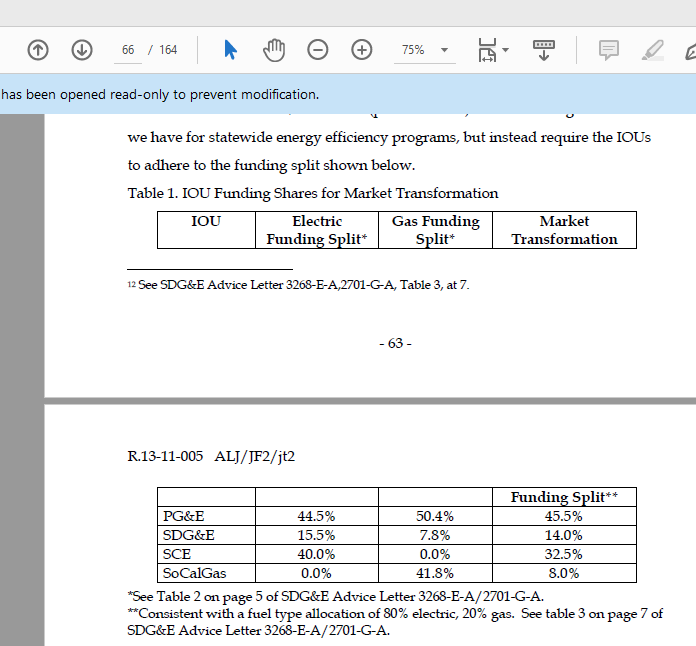 66 / 164 75%
has been opened read-only to prevent modification.
we have for statewide energy efficiency programs, but instead require the IOUs
to adhere to the funding split shown below.
Table 1. IOU Funding Shares for Market Transformation
IOU Electric Funding Split* Gas Funding Split* Market Transformation
12 See SDG&E Advice Letter 3268-E-A,2701-G-A, Table 3, at 7.
- 63 -
R.13-11-005 ALJ/JF2/jt2
Funding Split**
PG&E 44.5% 50.4% 45.5%
SDG&E 15.5% 7.8% 14.0%
SCE 40.0% 0.0% 32.5%
SoCalGas 0.0% 41.8% 8.0%
*See Table 2 on page 5 of SDG&E Advice Letter 3268-E-A/2701-G-A.
**Consistent with a fuel type allocation of 80% electric, 20% gas. See table 3 on page 7 of
SDG&E Advice Letter 3268-E-A/2701-G-A.